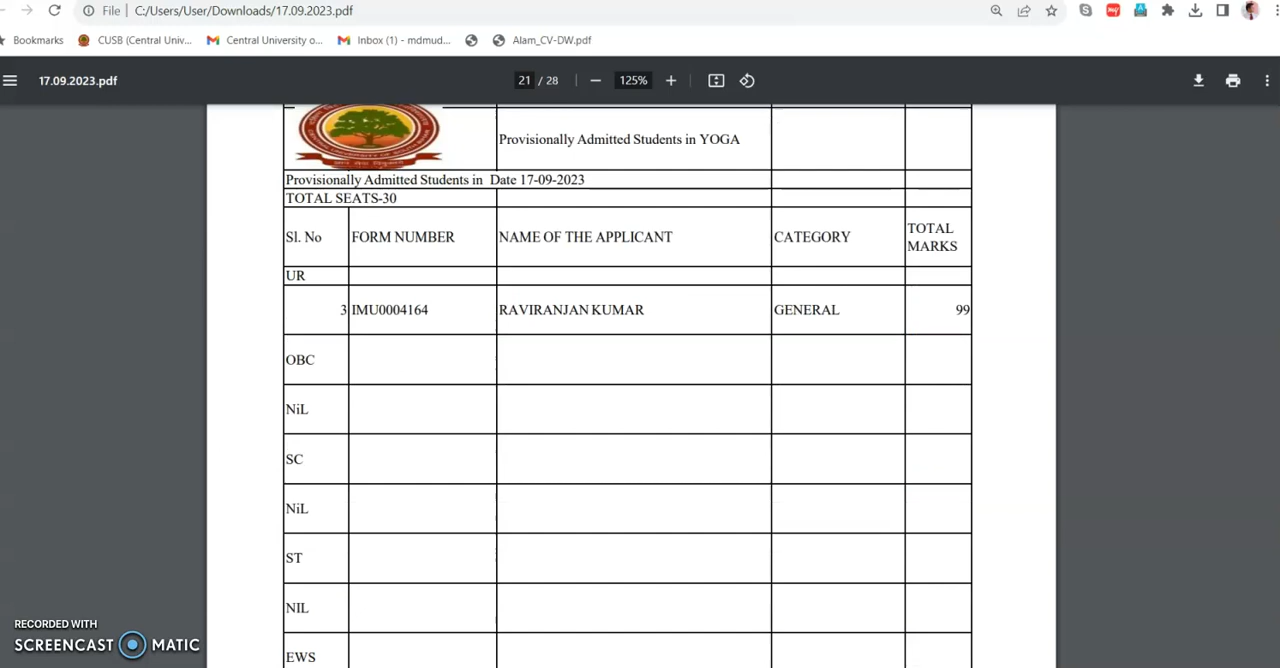 File | C:/Users/User/Downloads/17.09.2023.pdf
Bookmarks CUSB (Central Univ... Central University o... Inbox (1) - mdmud... Alam_CV-DW.pdf
17.09.2023.pdf 21 / 28 — 125% +
Provisionally Admitted Students in YOGA
Provisionally Admitted Students in Date 17-09-2023
TOTAL SEATS-30
Sl. No FORM NUMBER NAME OF THE APPLICANT CATEGORY TOTAL MARKS
UR
3 IMU0004164 RAVIRANJAN KUMAR GENERAL 99
OBC
NiL
SC
NiL
ST
NIL
EWS
RECORDED WITH
SCREENCAST MATIC